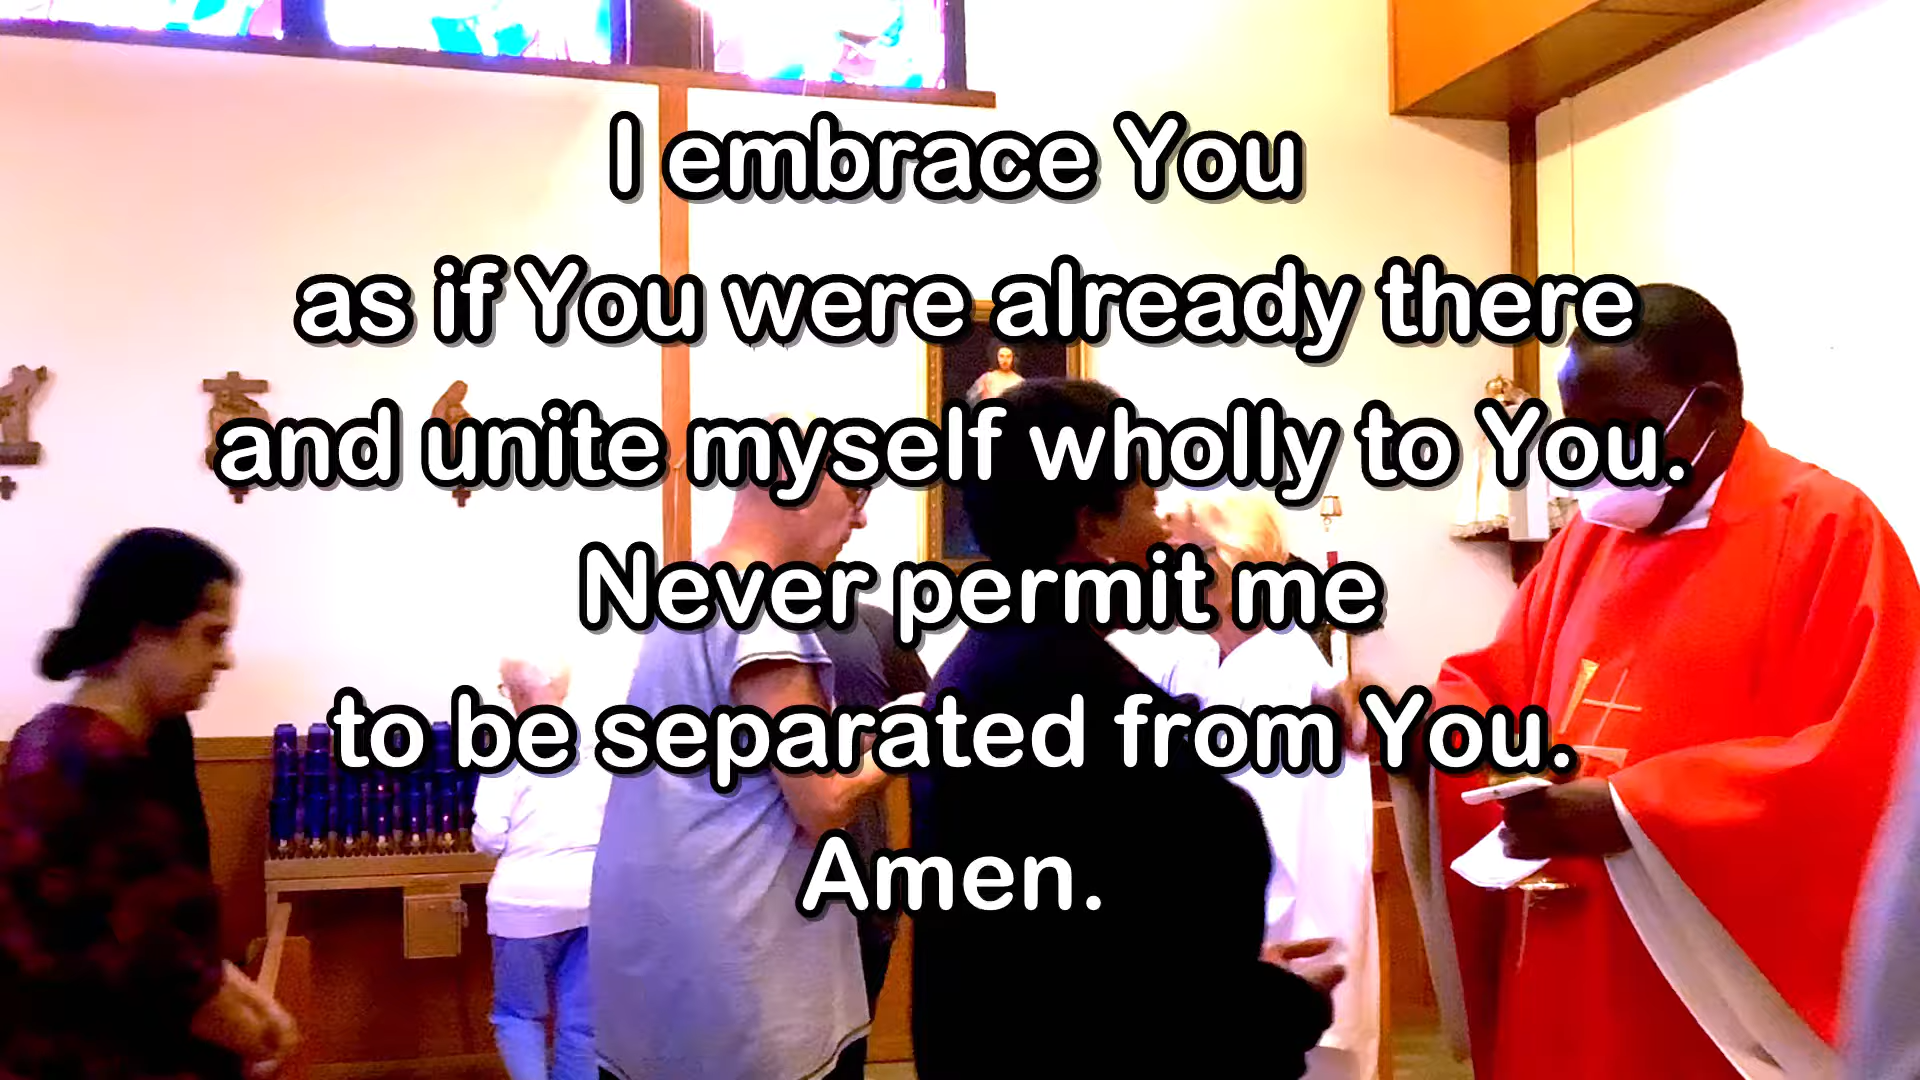 I embrace You
as if You were already there
and unite myself wholly to You.
Never permit me
to be separated from You.
Amen.